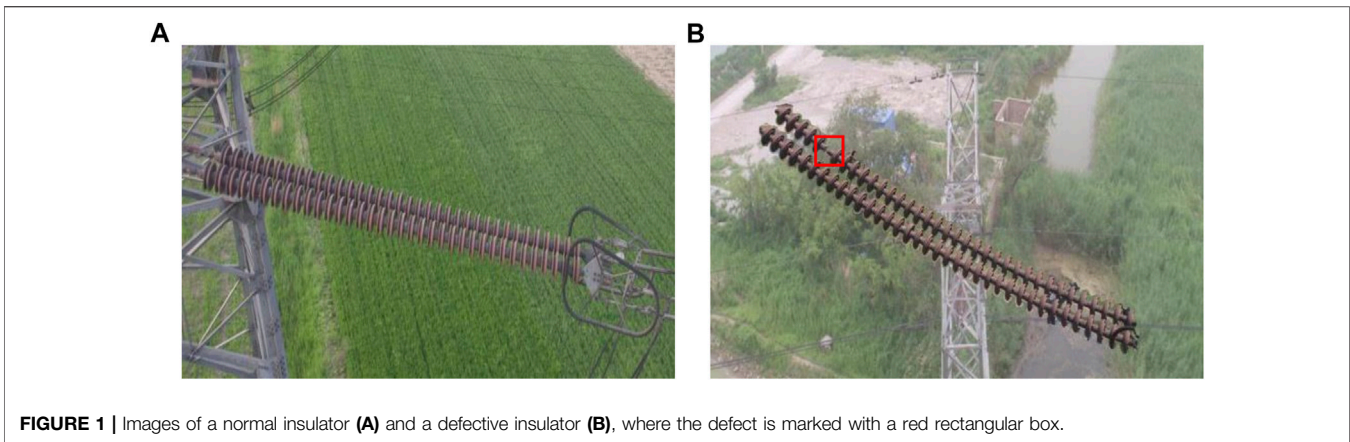 A
B
FIGURE 1 | Images of a normal insulator (A) and a defective insulator (B), where the defect is marked with a red rectangular box.